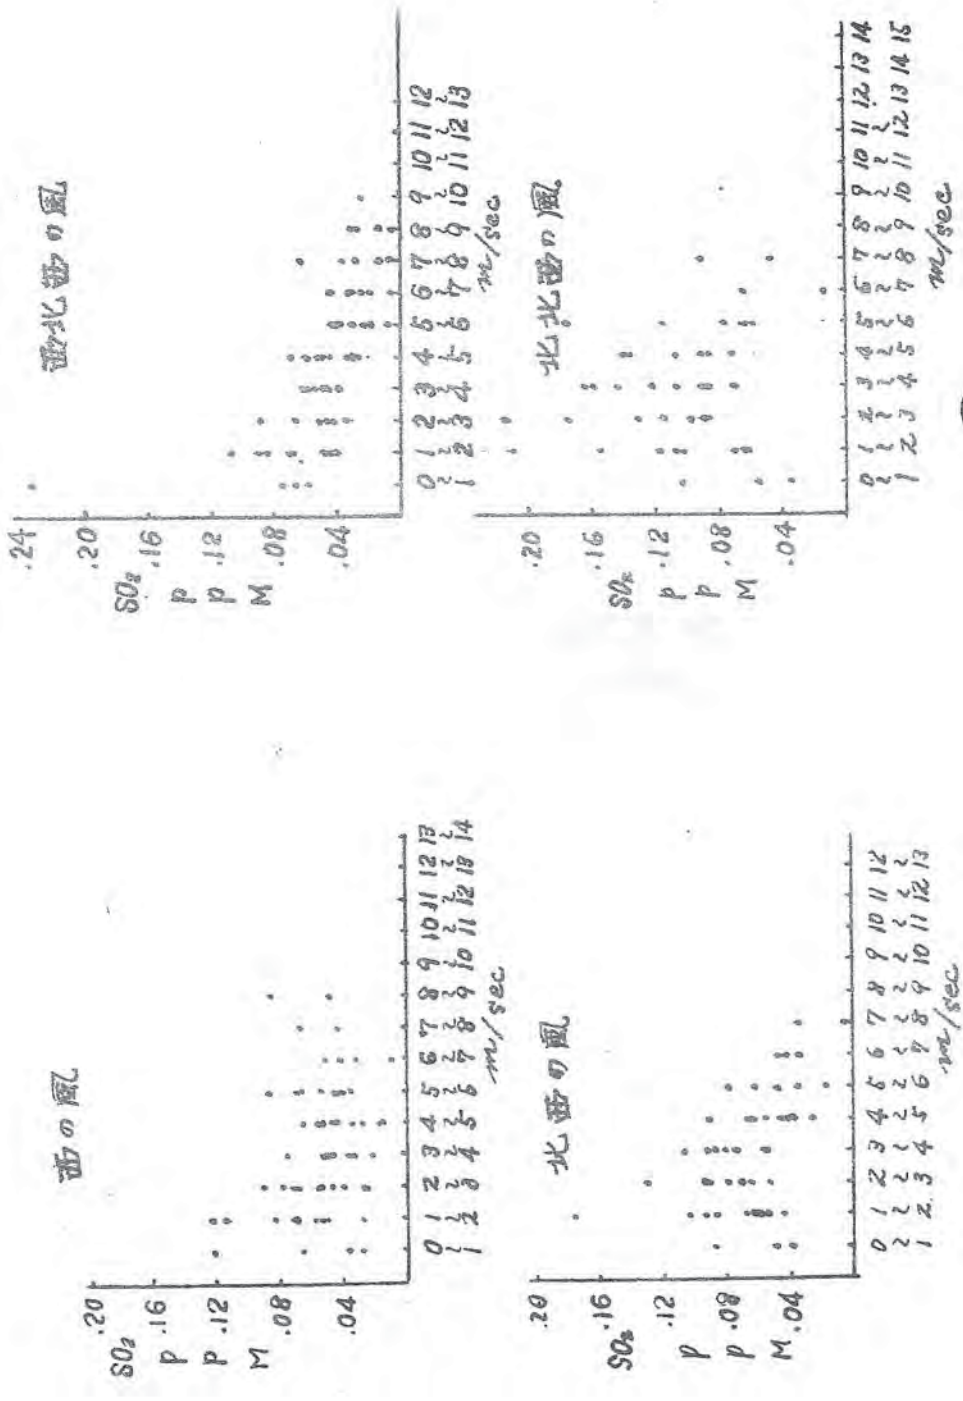 西の風
.20
SO₂ .16
P .12
P
M .08
.04
0 1 2 3 4 5 6 7 8 9 10 11 12 13
〜 〜 〜 〜 〜 〜 〜 〜 〜 〜 〜 〜 〜 〜
1 2 3 4 5 6 7 8 9 10 11 12 13 14
m/sec
西北西の風
.24
.20
SO₂ .16
P .12
P
M .08
.04
0 1 2 3 4 5 6 7 8 9 10 11 12
〜 〜 〜 〜 〜 〜 〜 〜 〜 〜 〜 〜 〜
1 2 3 4 5 6 7 8 9 10 11 12 13
m/sec
北西の風
.20
.16
SO₂ .12
P
P .08
M .04
0 1 2 3 4 5 6 7 8 9 10 11 12
〜 〜 〜 〜 〜 〜 〜 〜 〜 〜 〜 〜 〜
1 2 3 4 5 6 7 8 9 10 11 12 13
m/sec
北北西の風
.20
.16
SO₂ .12
P
P .08
M .04
0 1 2 3 4 5 6 7 8 9 10 11 12 13 14
〜 〜 〜 〜 〜 〜 〜 〜 〜 〜 〜 〜 〜 〜 〜
1 2 3 4 5 6 7 8 9 10 11 12 13 14 15
m/sec